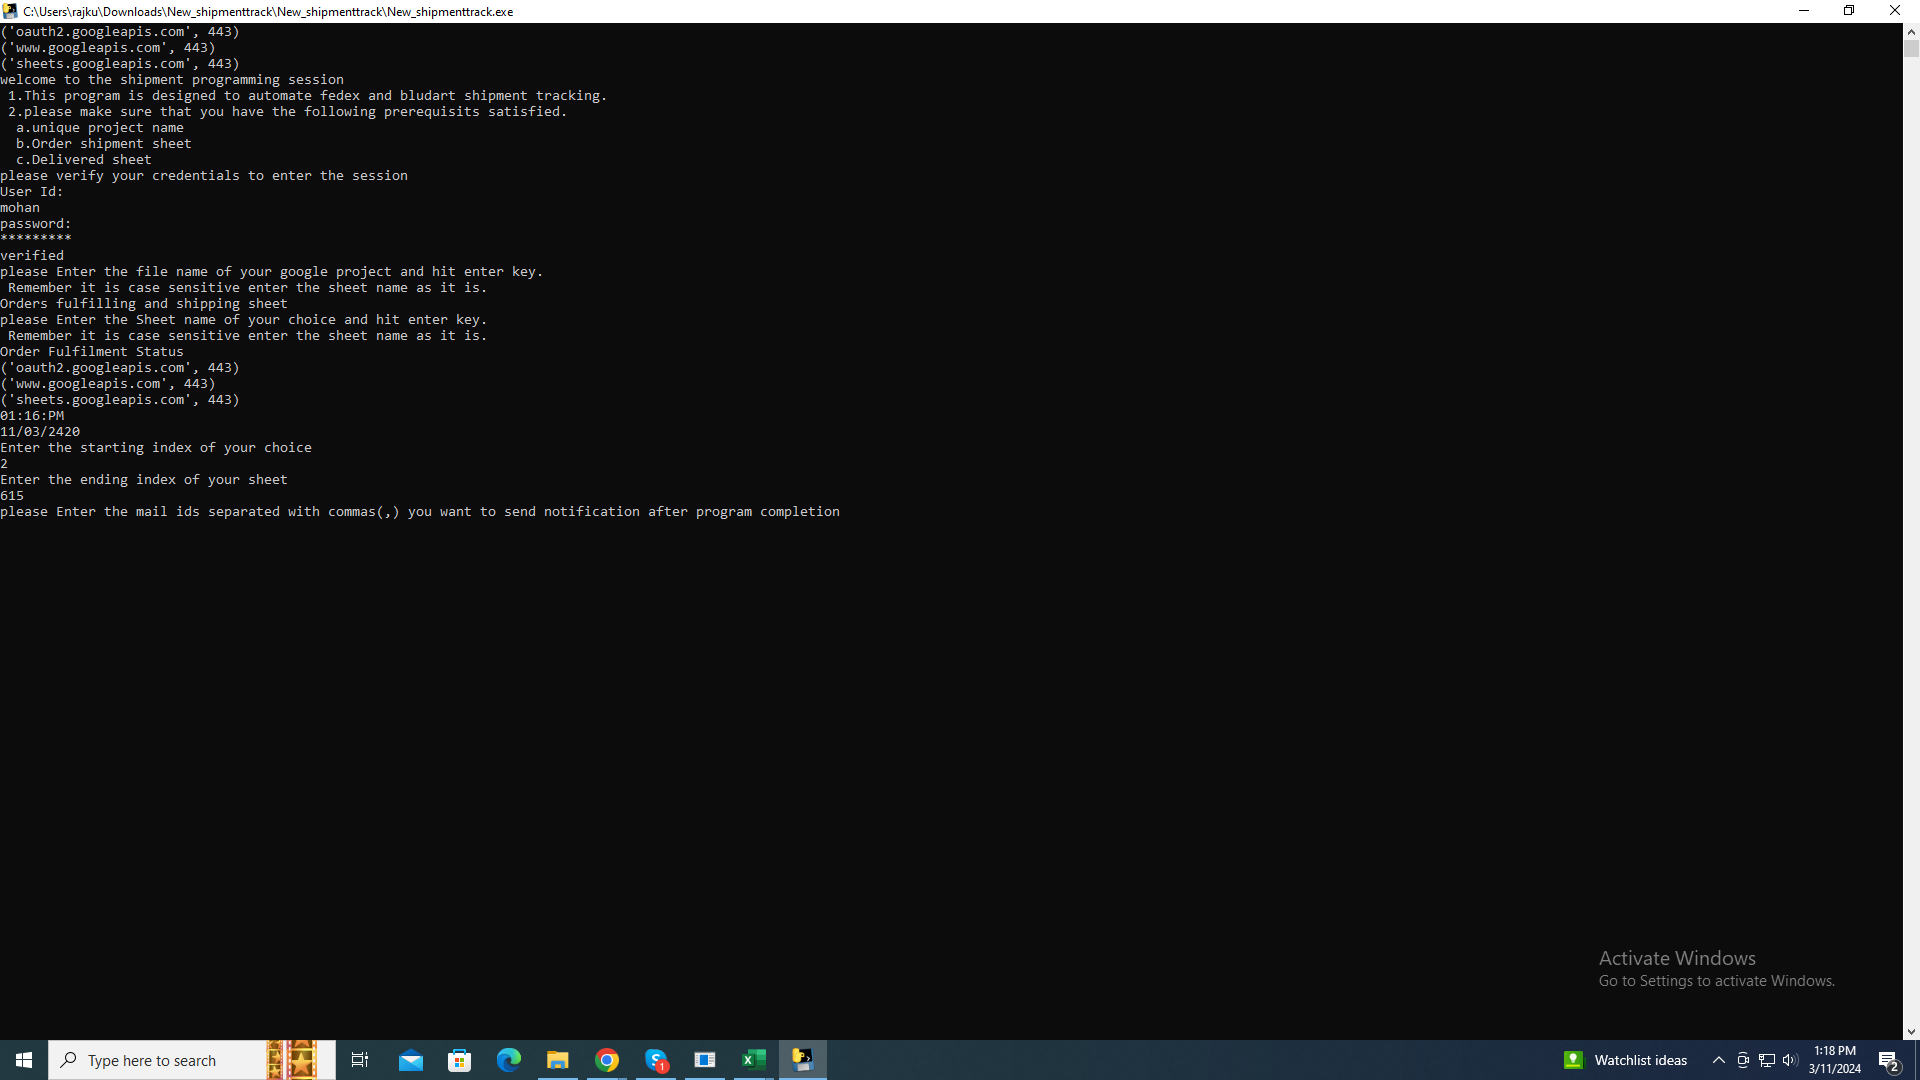 C:\Users\rajku\Downloads\New_shipmenttrack\New_shipmenttrack\New_shipmenttrack.exe
('oauth2.googleapis.com', 443)
('www.googleapis.com', 443)
('sheets.googleapis.com', 443)
welcome to the shipment programming session
1.This program is designed to automate fedex and bludart shipment tracking.
2.please make sure that you have the following prerequisits satisfied.
a.unique project name
b.Order shipment sheet
c.Delivered sheet
please verify your credentials to enter the session
User Id:
mohan
password:
*********
verified
please Enter the file name of your google project and hit enter key.
Remember it is case sensitive enter the sheet name as it is.
Orders fulfilling and shipping sheet
please Enter the Sheet name of your choice and hit enter key.
Remember it is case sensitive enter the sheet name as it is.
Order Fulfilment Status
('oauth2.googleapis.com', 443)
('www.googleapis.com', 443)
('sheets.googleapis.com', 443)
01:16:PM
11/03/2420
Enter the starting index of your choice
2
Enter the ending index of your sheet
615
please Enter the mail ids separated with commas(,) you want to send notification after program completion
Activate Windows
Go to Settings to activate Windows.
Type here to search
1
Watchlist ideas
1:18 PM
3/11/2024
2